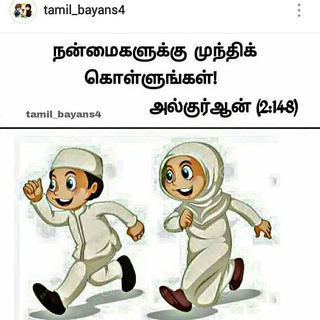 tamil_bayans4
நன்மைகளுக்கு முந்திக்
கொள்ளுங்கள்!
அல்குர்ஆன் (2:148)
tamil_bayans4